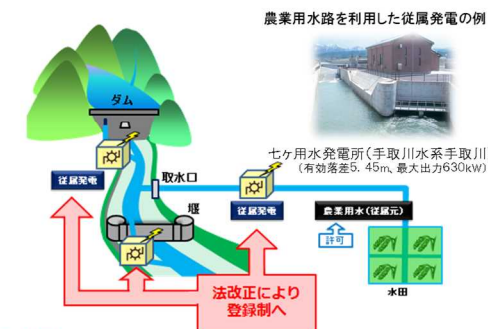 農業用水路を利用した従属発電の例
七ヶ用水発電所(手取川水系手取川
(有効落差5.45m、最大出力630kW)
ダム
従属発電
取水口
堰
従属発電
農業用水(従属元)
許可
水田
法改正により
登録制へ